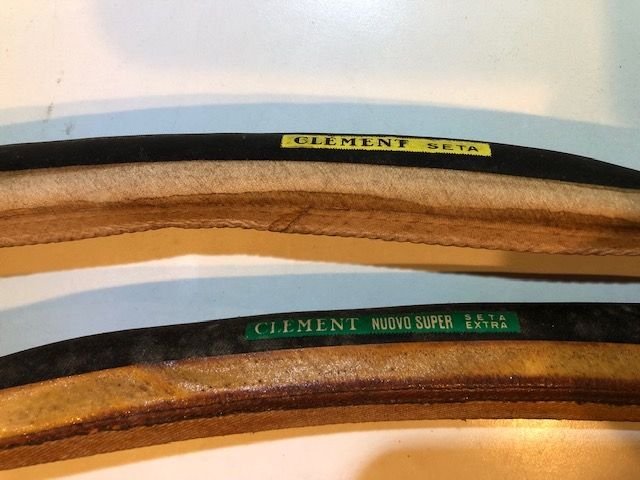 CLEMENT SETA
CLEMENT NUOVO SUPER SETA
EXTRA